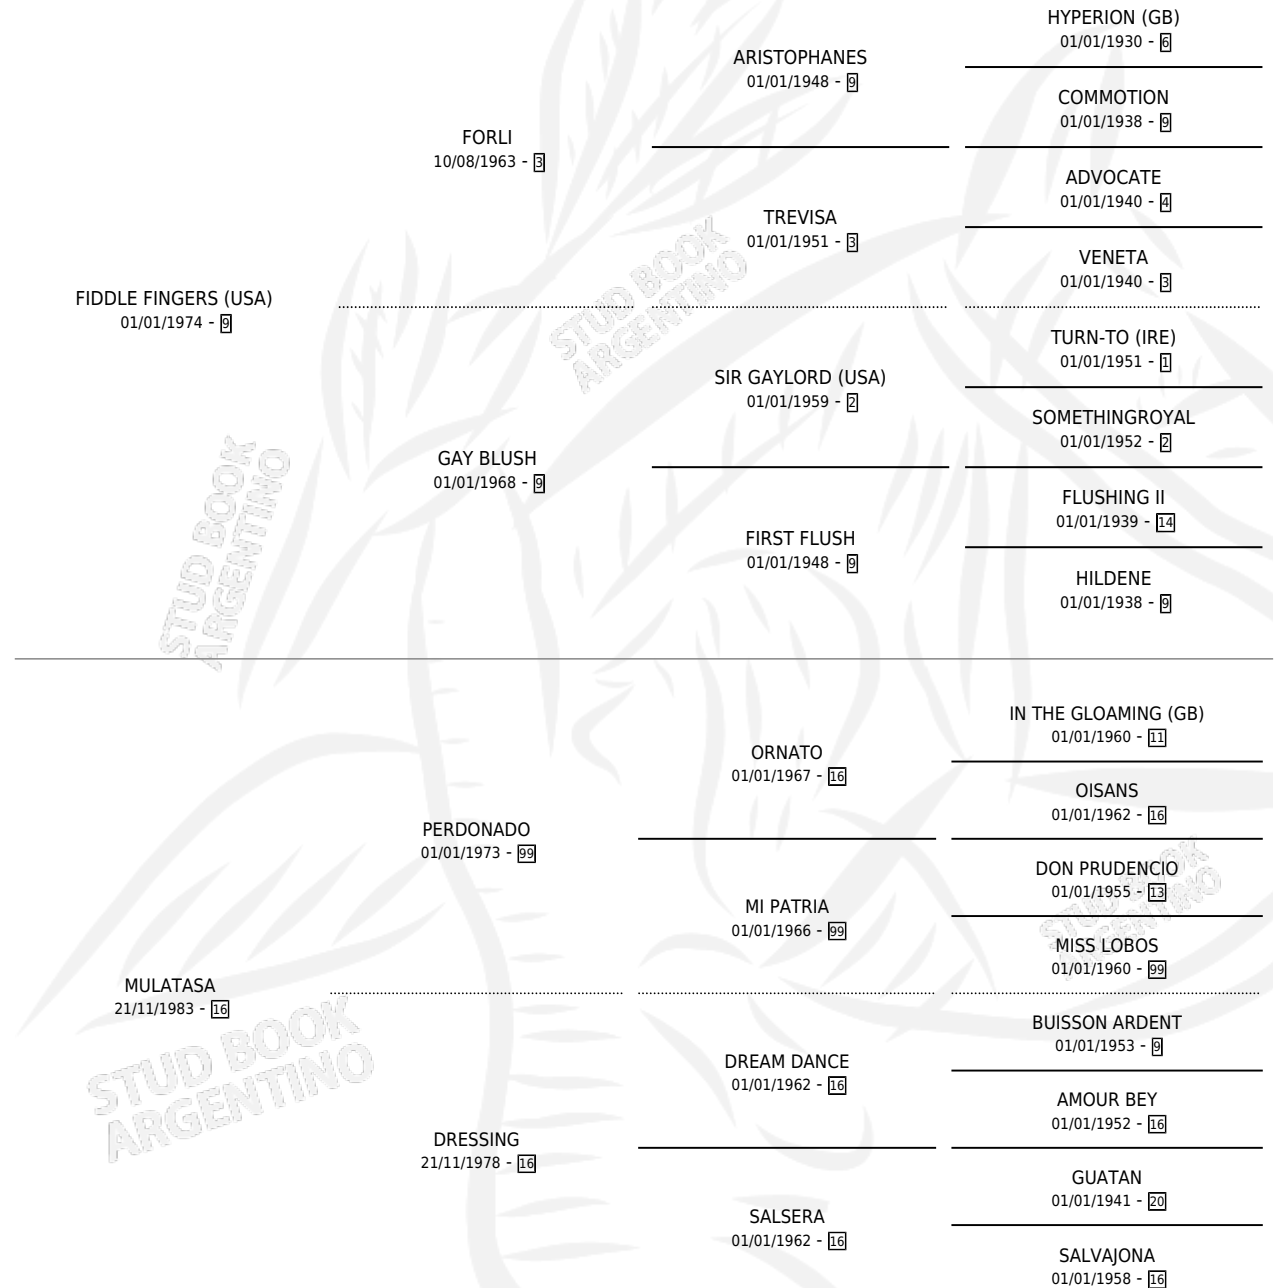 HYPERION (GB)
01/01/1930 - 6
ARISTOPHANES
01/01/1948 - 9
COMMOTION
01/01/1938 - 9
FORLI
10/08/1963 - 3
ADVOCATE
01/01/1940 - 4
TREVISA
01/01/1951 - 3
VENETA
01/01/1940 - 3
FIDDLE FINGERS (USA)
01/01/1974 - 9
TURN-TO (IRE)
01/01/1951 - 1
SIR GAYLORD (USA)
01/01/1959 - 2
SOMETHINGROYAL
01/01/1952 - 2
GAY BLUSH
01/01/1968 - 9
FLUSHING II
01/01/1939 - 14
FIRST FLUSH
01/01/1948 - 9
HILDENE
01/01/1938 - 9
STUD BOOK
ARGENTINO
STUD BOOK
ARGENTINO
IN THE GLOAMING (GB)
01/01/1960 - 11
ORNATO
01/01/1967 - 16
OISANS
01/01/1962 - 16
PERDONADO
01/01/1973 - 99
DON PRUDENCIO
01/01/1955 - 13
MI PATRIA
01/01/1966 - 99
MISS LOBOS
01/01/1960 - 99
STUD BOOK
ARGENTINO
MULATASA
21/11/1983 - 16
BUISSON ARDENT
01/01/1953 - 9
DREAM DANCE
01/01/1962 - 16
AMOUR BEY
01/01/1952 - 16
STUD BOOK
ARGENTINO
DRESSING
21/11/1978 - 16
GUATAN
01/01/1941 - 20
SALSERA
01/01/1962 - 16
SALVAJONA
01/01/1958 - 16